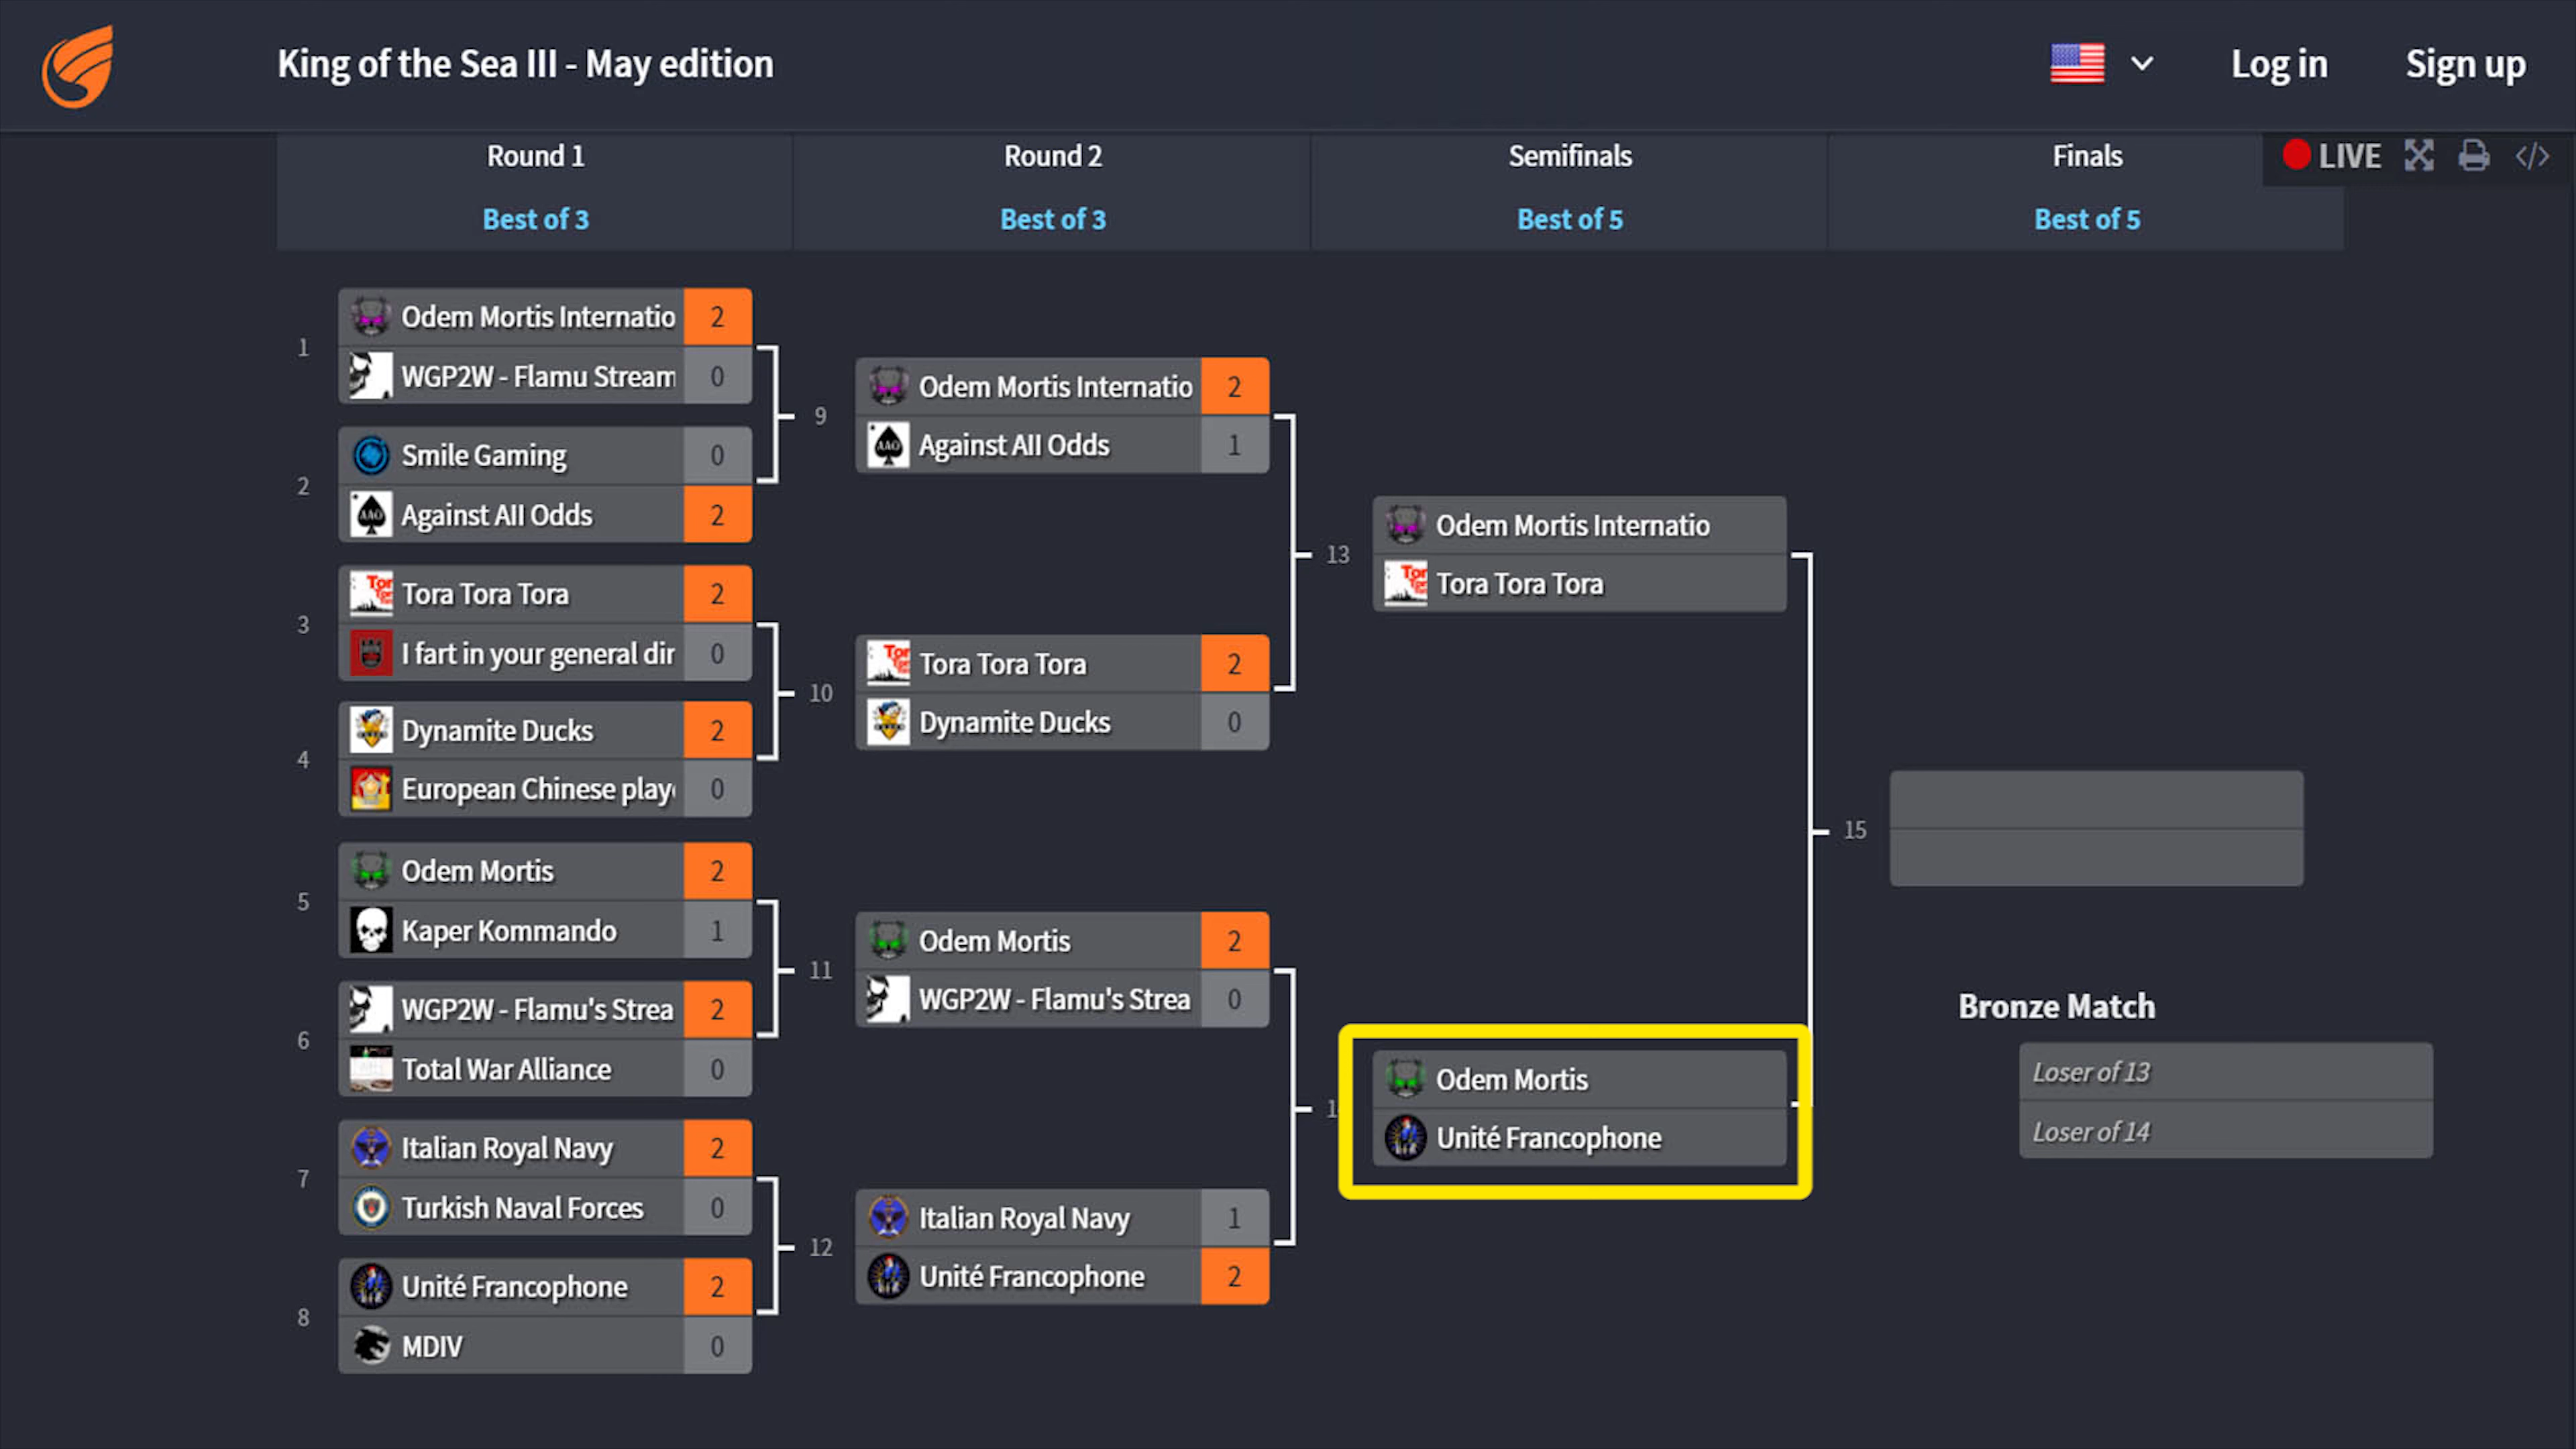 King of the Sea III - May edition
Log in
Sign up
Round 1
Round 2
Semifinals
Finals
LIVE
Best of 3
Best of 3
Best of 5
Best of 5
1
Odem Mortis Internatio 2
WGP2W - Flamu Stream 0
2
Smile Gaming 0
Against All Odds 2
3
Tora Tora Tora 2
I fart in your general dir 0
4
Dynamite Ducks 2
European Chinese play 0
5
Odem Mortis 2
Kaper Kommando 1
6
WGP2W - Flamu's Strea 2
Total War Alliance 0
7
Italian Royal Navy 2
Turkish Naval Forces 0
8
Unité Francophone 2
MDIV 0
9
Odem Mortis Internatio 2
Against All Odds 1
10
Tora Tora Tora 2
Dynamite Ducks 0
11
Odem Mortis 2
WGP2W - Flamu's Strea 0
12
Italian Royal Navy 1
Unité Francophone 2
13
Odem Mortis Internatio
Tora Tora Tora
1
Odem Mortis
Unité Francophone
15
Bronze Match
Loser of 13
Loser of 14